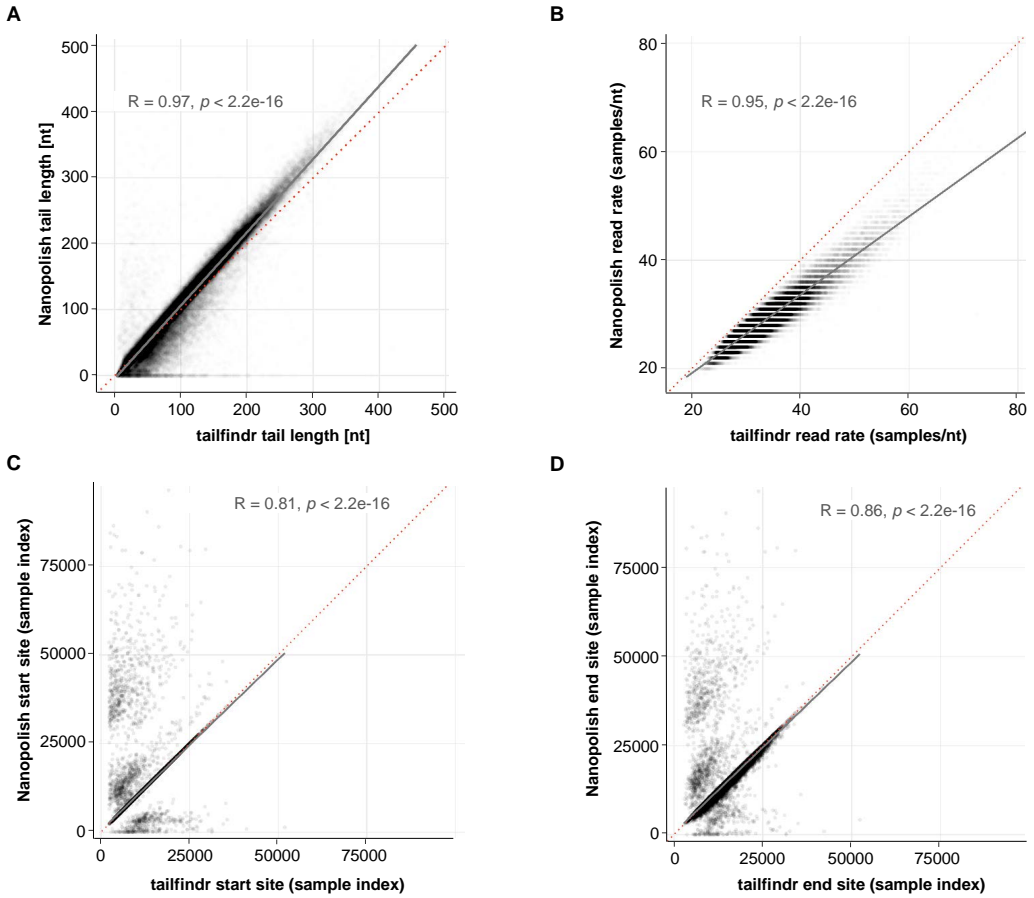 A
Nanopolish tail length [nt]
500
400
300
200
100
0
R = 0.97, p < 2.2e-16
0 100 200 300 400 500
tailfindr tail length [nt]
B
Nanopolish read rate (samples/nt)
80
60
40
20
R = 0.95, p < 2.2e-16
20 40 60 80
tailfindr read rate (samples/nt)
C
Nanopolish start site (sample index)
75000
50000
25000
0
R = 0.81, p < 2.2e-16
0 25000 50000 75000
tailfindr start site (sample index)
D
Nanopolish end site (sample index)
75000
50000
25000
0
R = 0.86, p < 2.2e-16
0 25000 50000 75000
tailfindr end site (sample index)